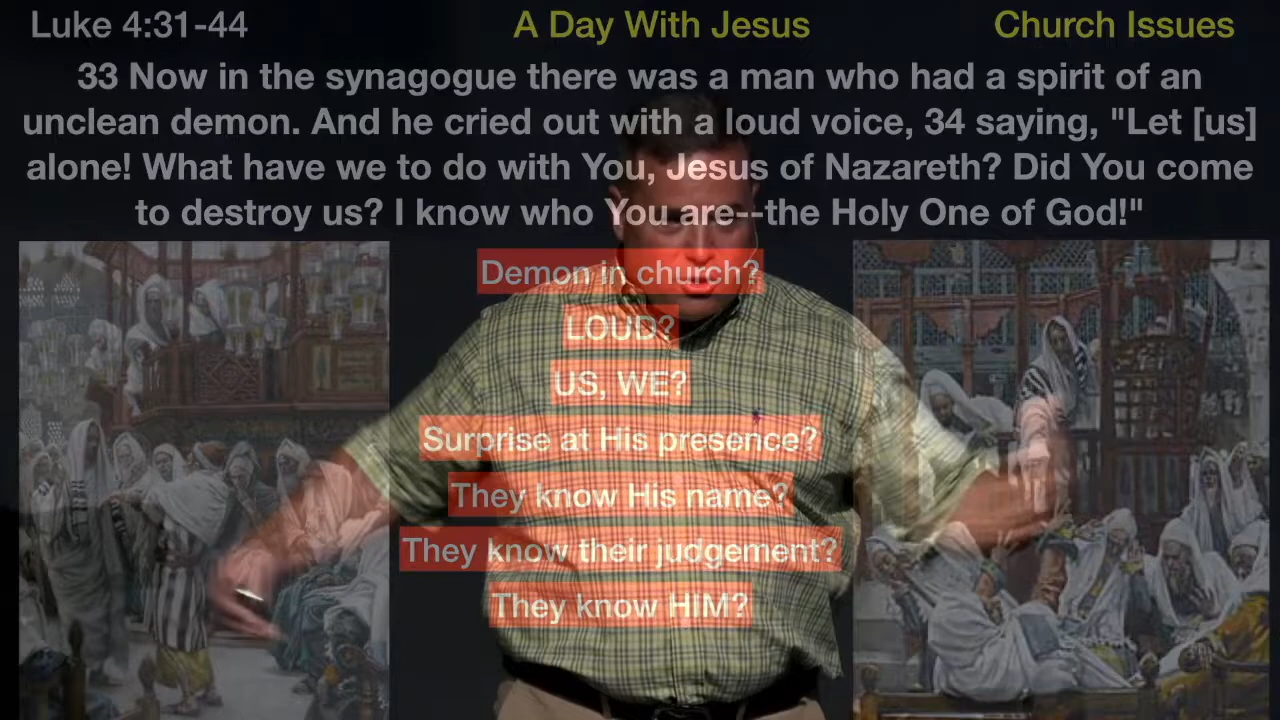 Luke 4:31-44
A Day With Jesus
Church Issues
33 Now in the synagogue there was a man who had a spirit of an
unclean demon. And he cried out with a loud voice, 34 saying, "Let [us]
alone! What have we to do with You, Jesus of Nazareth? Did You come
to destroy us? I know who You are--the Holy One of God!"
Demon in church?
LOUD?
US, WE?
Surprise at His presence?
They know His name?
They know their judgement?
They know HIM?